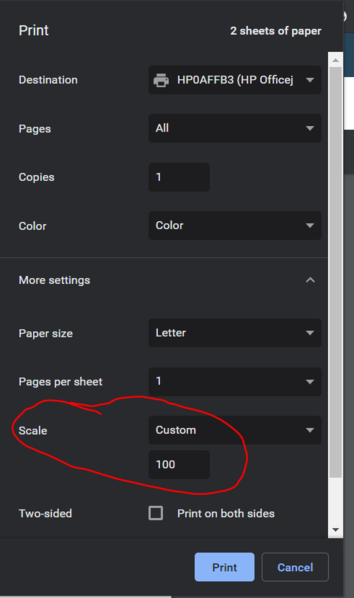 Print 2 sheets of paper
Destination HP0AFFB3 (HP Officej
Pages All
Copies 1
Color Color
More settings
Paper size Letter
Pages per sheet 1
Scale Custom
100
Two-sided Print on both sides
Print Cancel